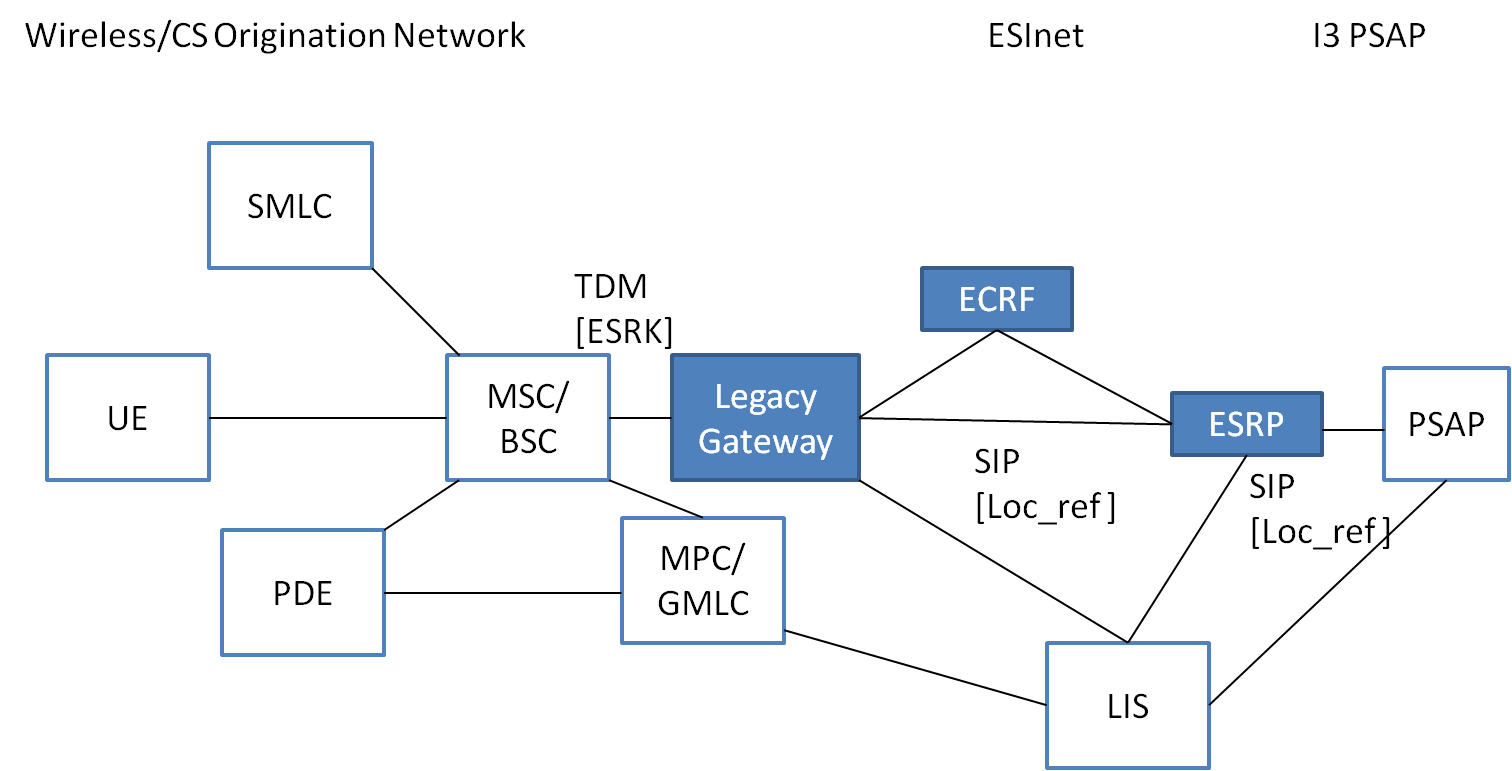 Wireless/CS Origination Network
ESInet
I3 PSAP
SMLC
TDM
[ESRK]
ECRF
UE
MSC/
BSC
Legacy
Gateway
ESRP
PSAP
SIP
[Loc_ref]
SIP
[Loc_ref]
PDE
MPC/
GMLC
LIS